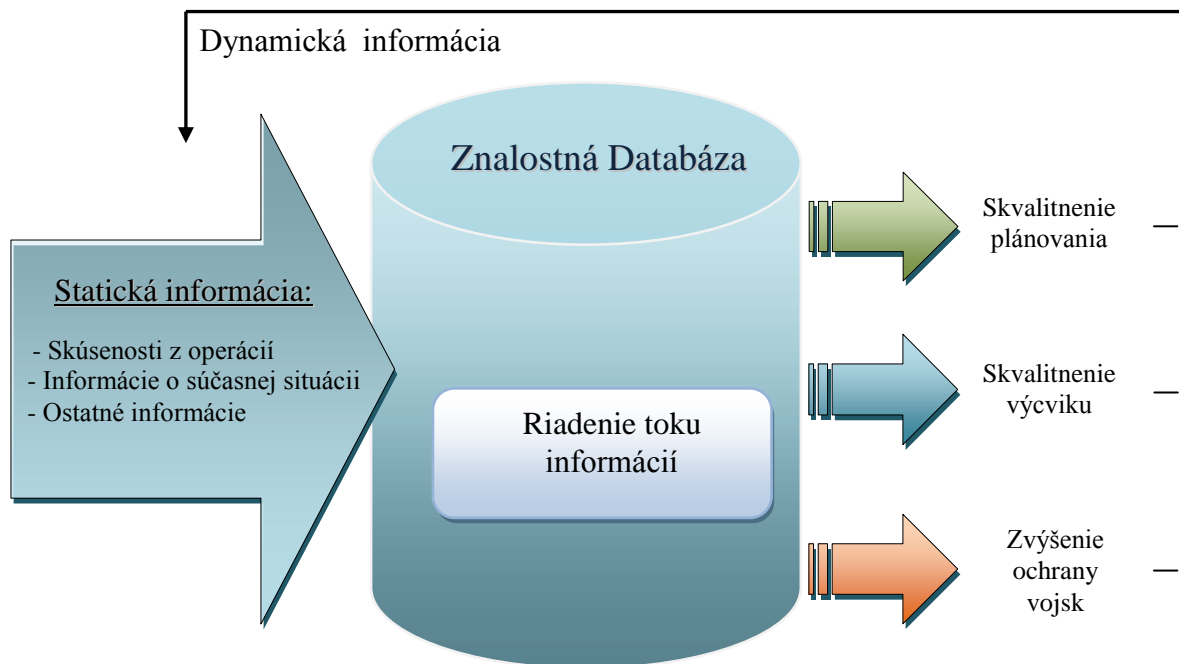 Dynamická informácia
Znalostná Databáza
Statická informácia:
- Skúsenosti z operácií
- Informácie o súčasnej situácii
- Ostatné informácie
Riadenie toku
informácií
Skvalitnenie
plánovania
Skvalitnenie
výcviku
Zvýšenie
ochrany
vojsk